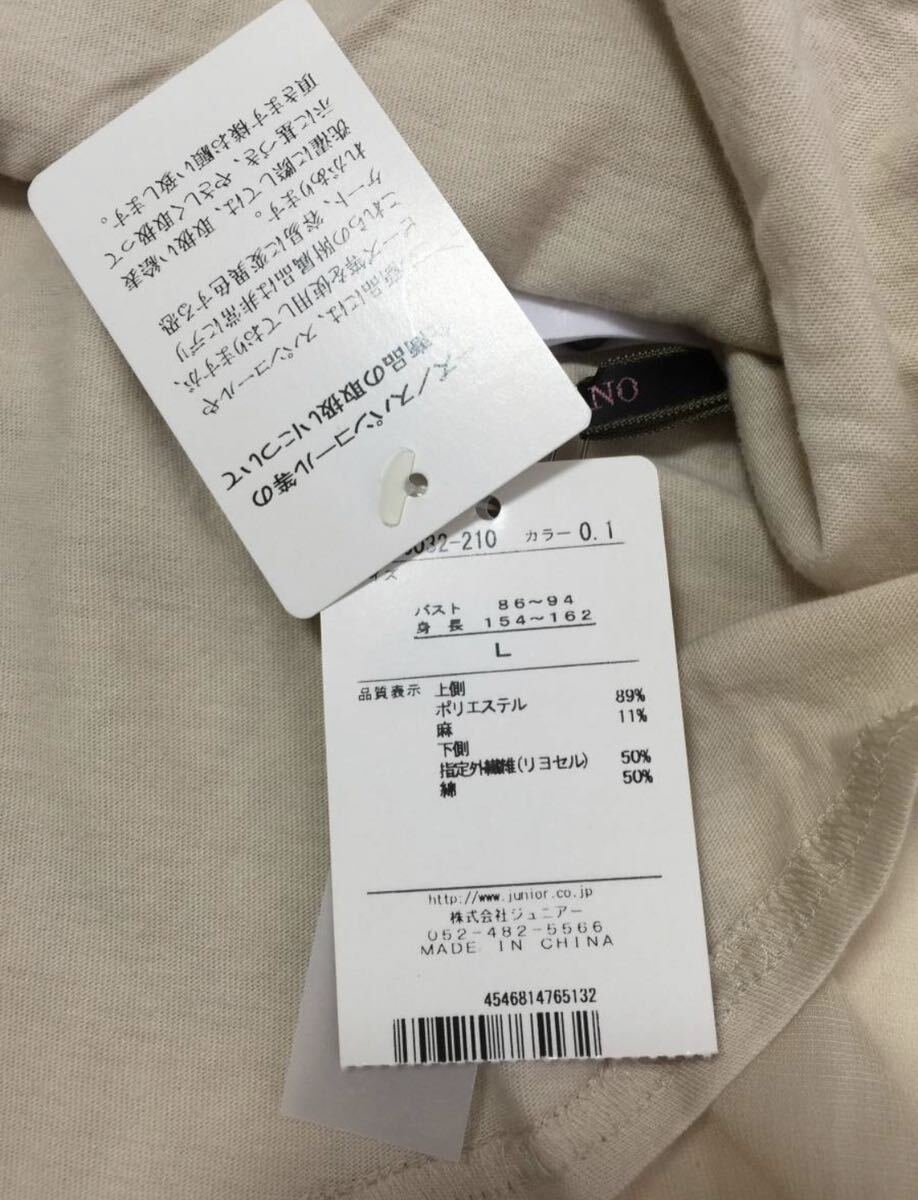 ズ/スパンコール等の
商品の取扱いについて
商品には、スパンコールや
ビーズ等を使用しておりますが、
これらの附属品は非常にデリ
ケート、容易に変異色する恐
れがあります。
洗濯に際しては、取扱い絵表
示に基づき、やさしく取扱って
頂きます様お願い致します。
NO
032-210 カラー 0.1
イズ
バスト 86~94
身長 154~162
L
品質表示 上側
ポリエステル 89%
麻 11%
下側
指定外繊維(リヨセル) 50%
綿 50%
http://www.junior.co.jp
株式会社ジュニアー
052-482-5566
MADE IN CHINA
4546814765132